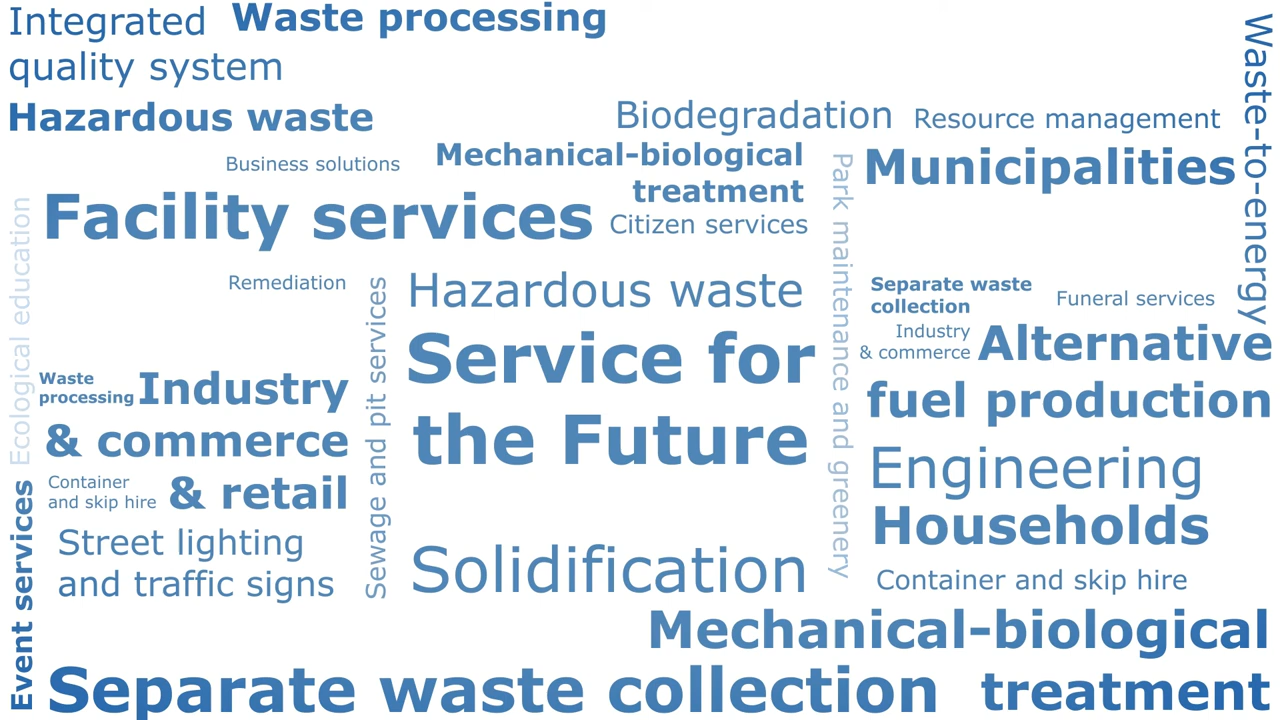 Integrated
quality system
Waste processing
Hazardous waste
Biodegradation
Resource management
Waste-to-energy
Business solutions
Mechanical-biological
treatment
Municipalities
Facility services
Citizen services
Park maintenance and greenery
Ecological education
Remediation
Sewage and pit services
Hazardous waste
Separate waste
collection
Funeral services
Service for
the Future
Industry
& commerce
Alternative
fuel production
Waste
processing
Industry
& commerce
& retail
Container
and skip hire
Engineering
Households
Event services
Street lighting
and traffic signs
Solidification
Container and skip hire
Mechanical-biological
treatment
Separate waste collection